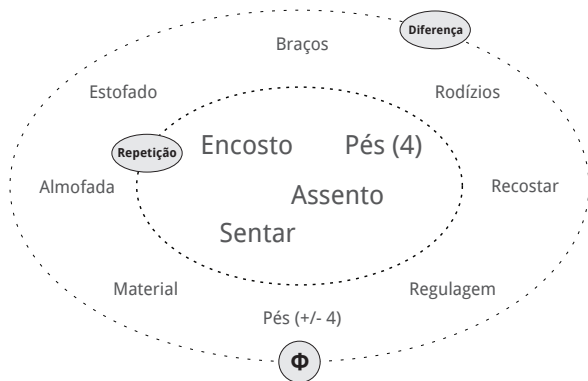 Diferença
Braços
Estofado
Rodízios
Repetição
Encosto
Pés (4)
Almofada
Assento
Recostar
Sentar
Material
Regulagem
Pés (+/- 4)
Φ